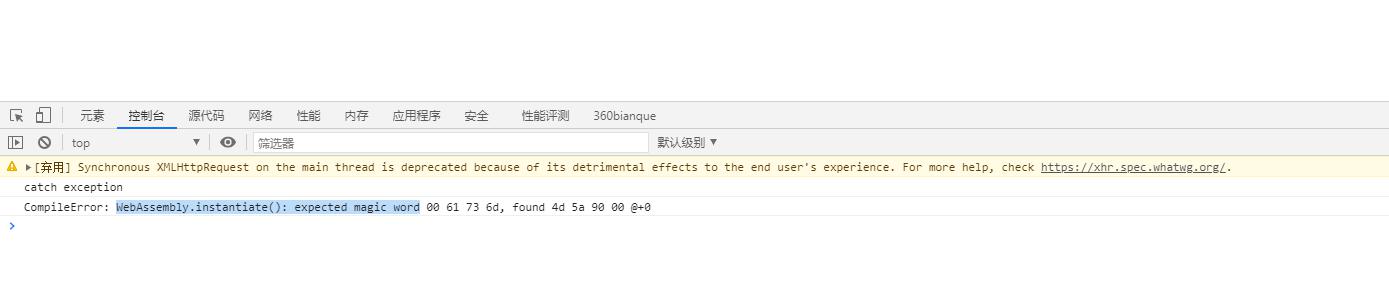 元素 控制台 源代码 网络 性能 内存 应用程序 安全 性能评测 360bianque
top 筛选器 默认级别
[弃用] Synchronous XMLHttpRequest on the main thread is deprecated because of its detrimental effects to the end user's experience. For more help, check https://xhr.spec.whatwg.org/.
catch exception
CompileError: WebAssembly.instantiate(): expected magic word 00 61 73 6d, found 4d 5a 90 00 @+0